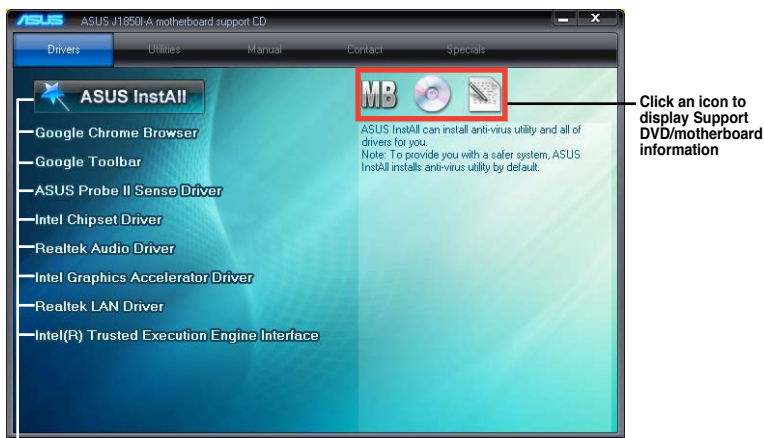 ASUS ASUS J1850I-A motherboard support CD
Drivers Utilities Manual Contact Specials
ASUS InstAll
MB
Google Chrome Browser
Google Toolbar
ASUS Probe II Sense Driver
Intel Chipset Driver
Realtek Audio Driver
Intel Graphics Accelerator Driver
Realtek LAN Driver
Intel(R) Trusted Execution Engine Interface
ASUS InstAll can install anti-virus utility and all of
drivers for you.
Note: To provide you with a safer system, ASUS
InstAll installs anti-virus utility by default.
Click an icon to
display Support
DVD/motherboard
information